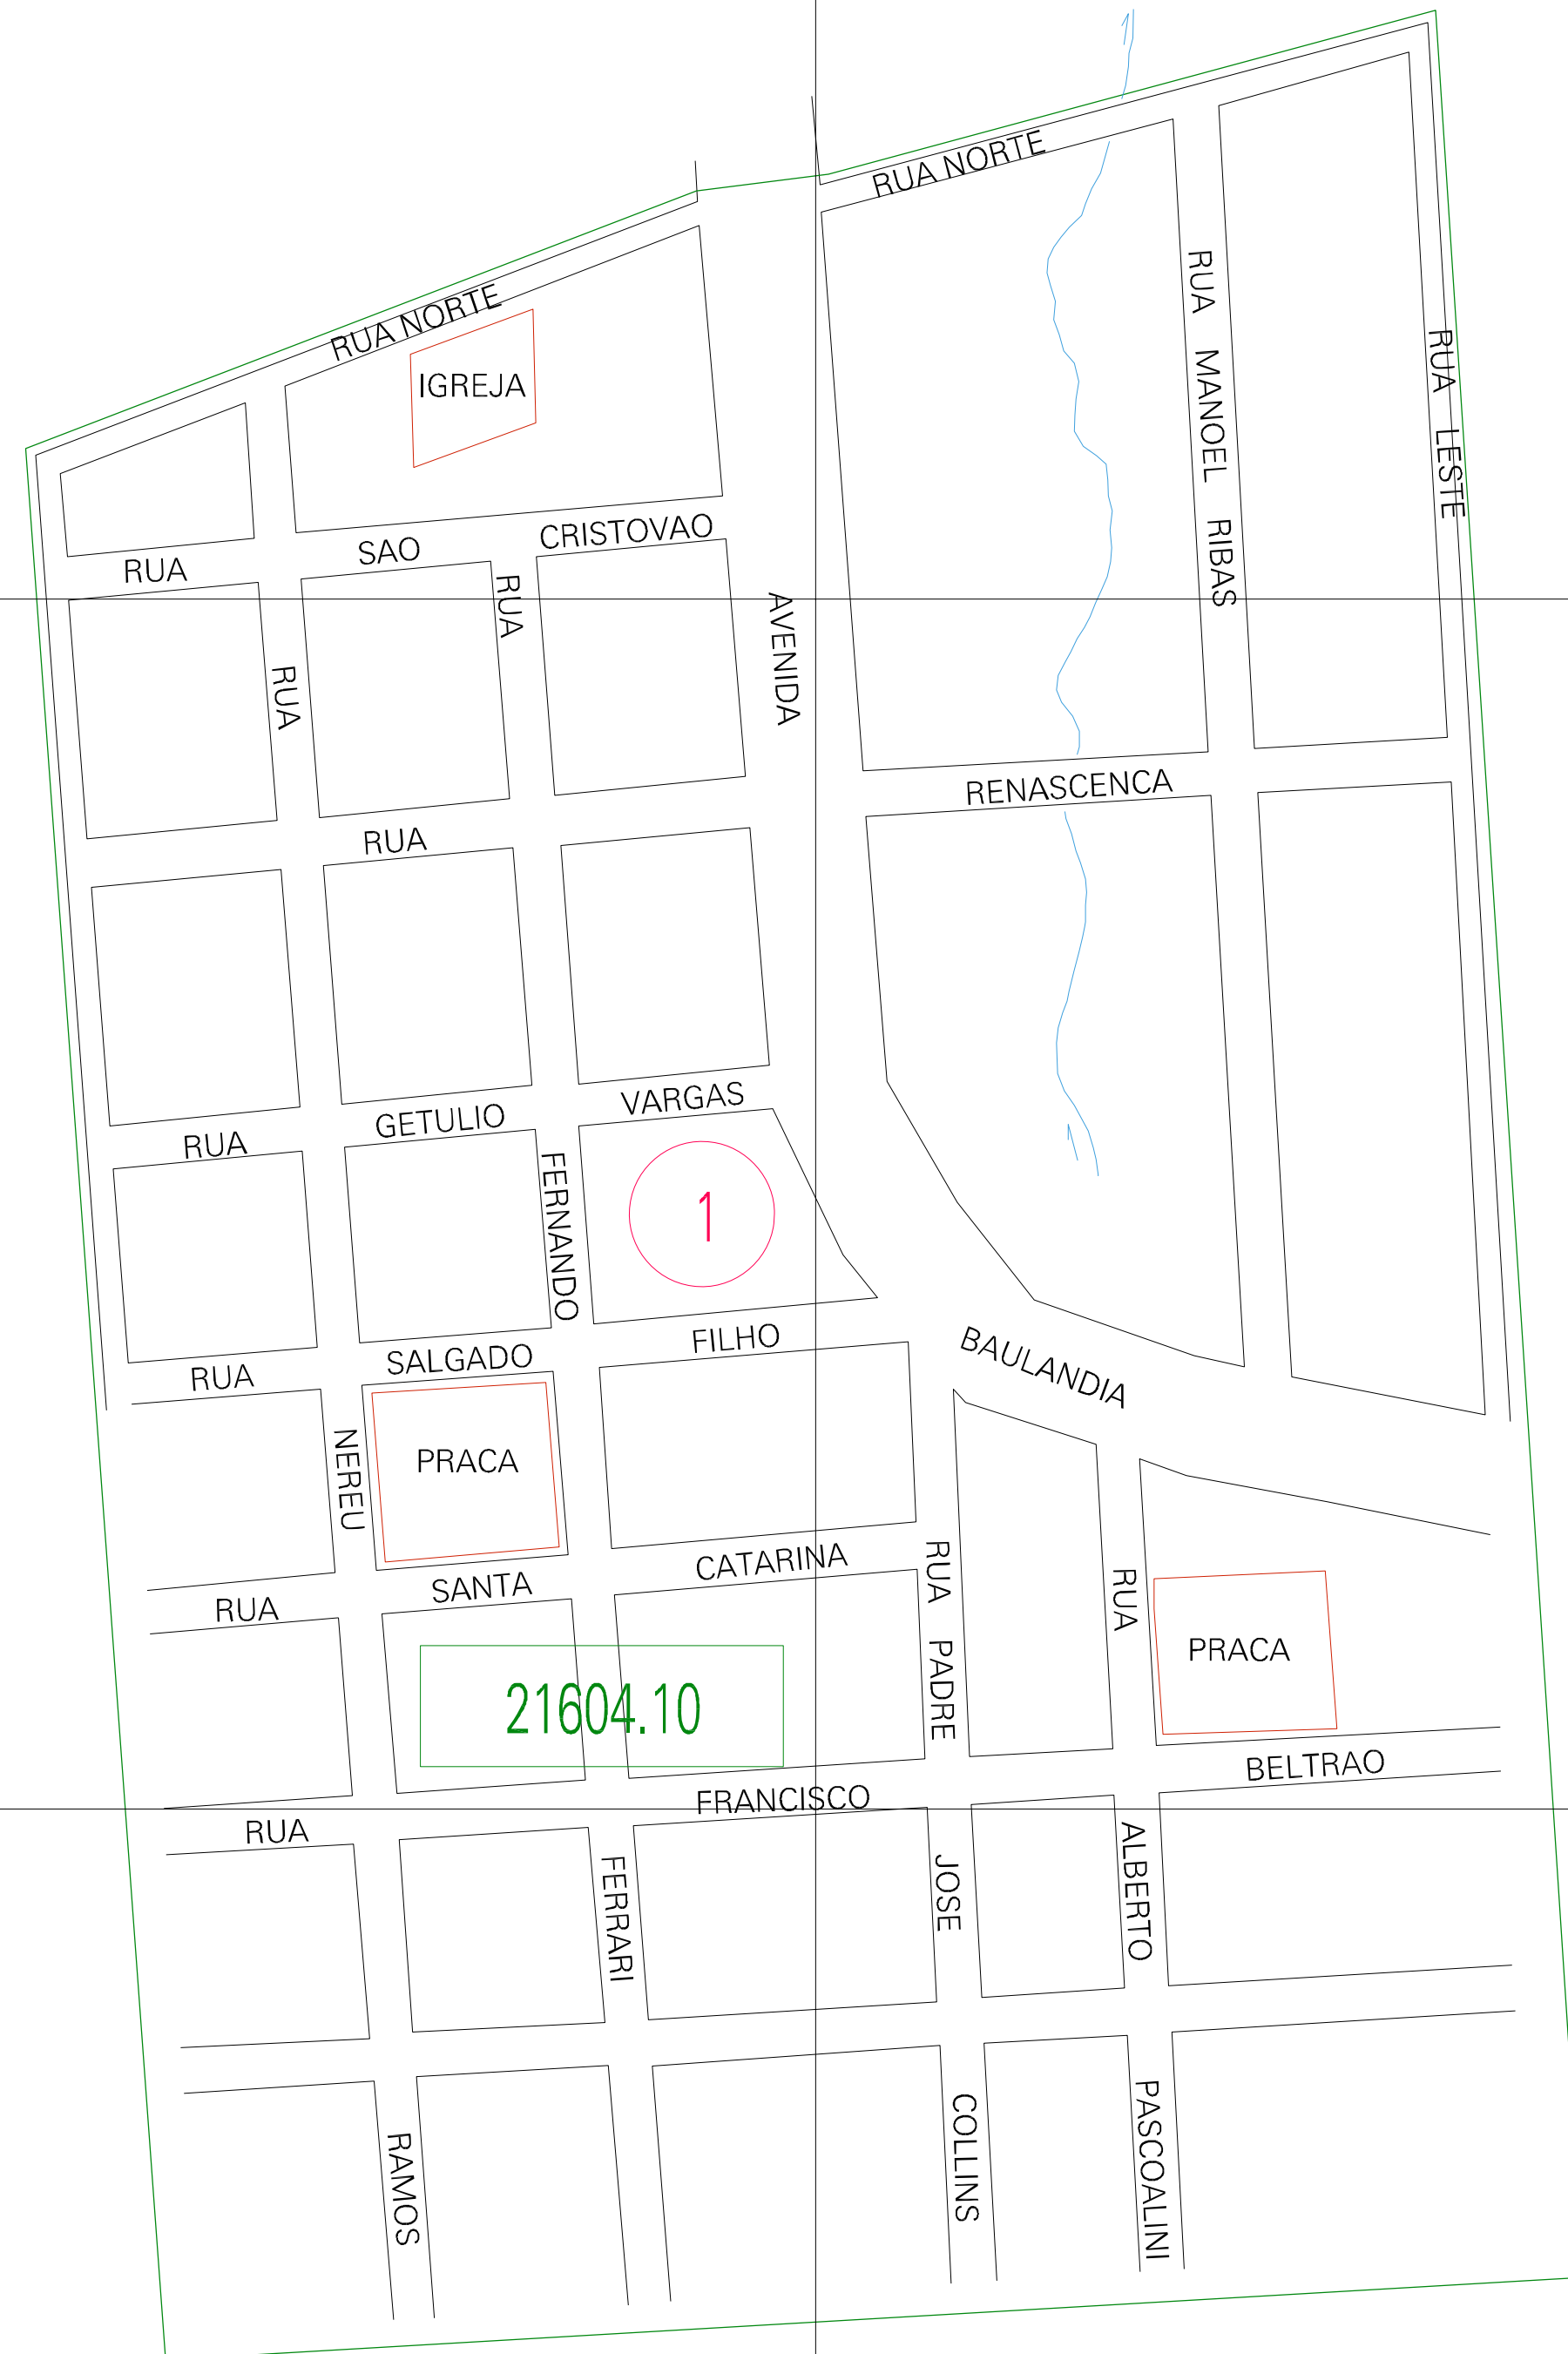 RUA NORTE
RUA NORTE
IGREJA
RUA MANOEL RIBAS
RUA LESTE
RUA SAO CRISTOVAO
RUA
RUA
AVENIDA
RUA RENASCENCA
RUA GETULIO VARGAS
FERNANDO
1
RUA SALGADO FILHO
BAULANDIA
NEREU
PRACA
RUA SANTA CATARINA
RUA PADRE
RUA
PRACA
21604.10
RUA FRANCISCO BELTRAO
FERRARI
JOSE
ALBERTO
RAMOS
COLLINS
PASCOALINI